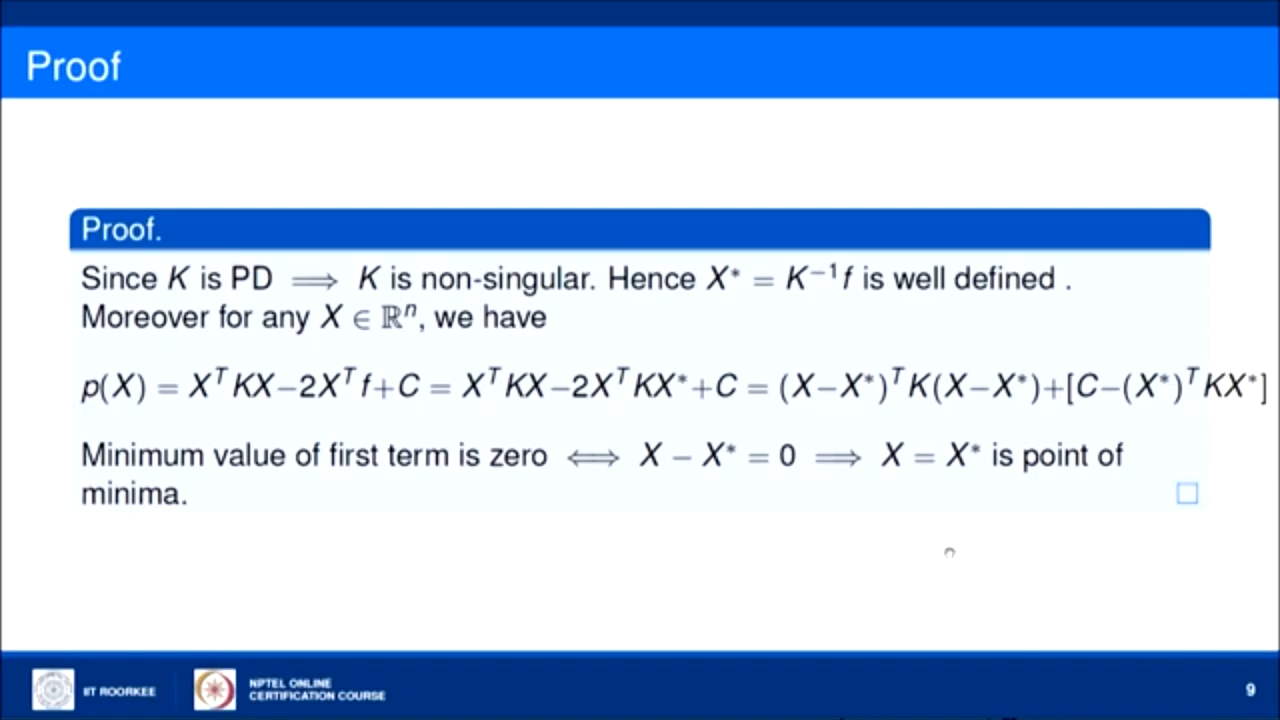 Proof
Proof.
Since K is PD ⟹ K is non-singular. Hence X* = K⁻¹f is well defined .
Moreover for any X ∈ ℝⁿ, we have
p(X) = XᵀKX−2Xᵀf+C = XᵀKX−2XᵀKX*+C = (X−X*)ᵀK(X−X*)+[C−(X*)ᵀKX*]
Minimum value of first term is zero ⟺ X − X* = 0 ⟹ X = X* is point of
minima.
IIT ROORKEE
NPTEL ONLINE
CERTIFICATION COURSE
9